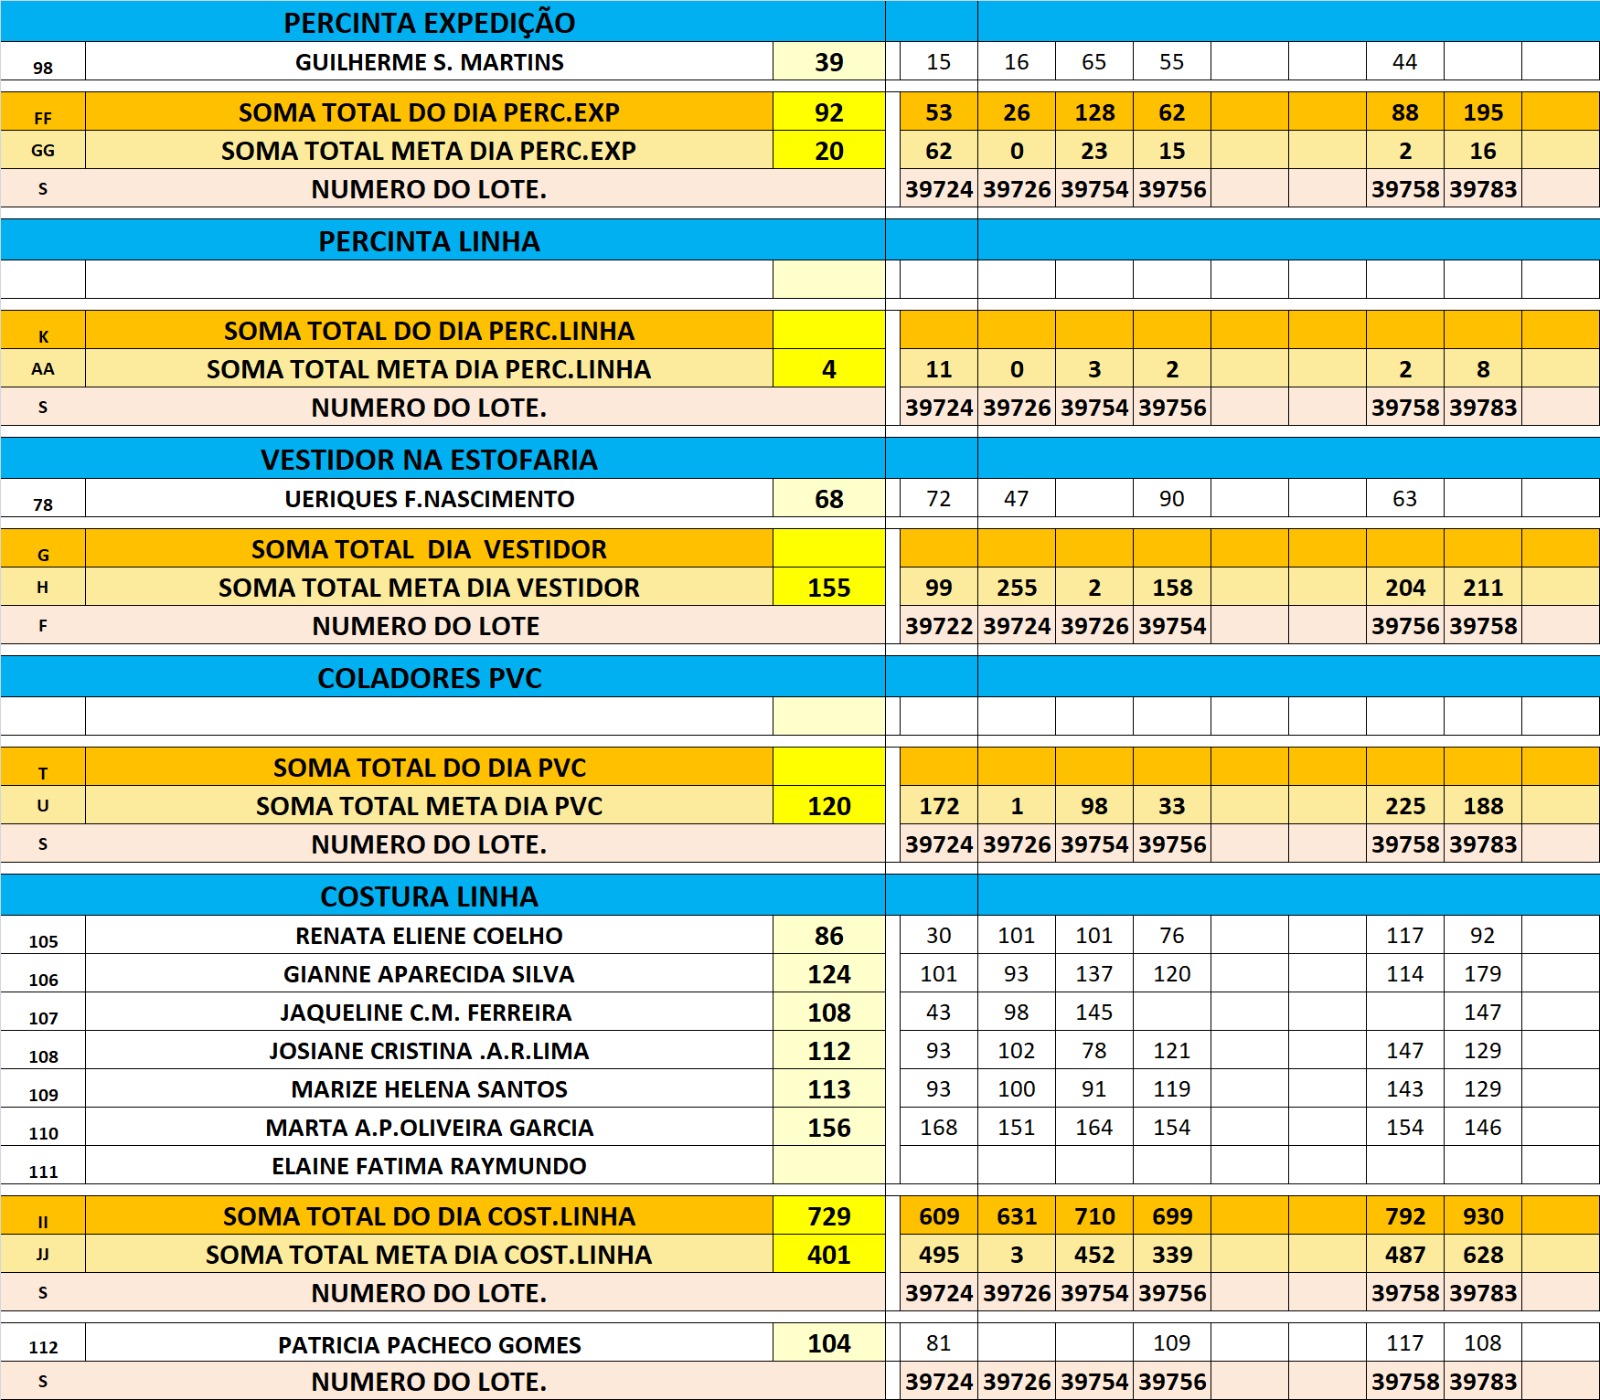 PERCINTA EXPEDIÇÃO
98 GUILHERME S. MARTINS 39 15 16 65 55 44
FF SOMA TOTAL DO DIA PERC.EXP 92 53 26 128 62 88 195
GG SOMA TOTAL META DIA PERC.EXP 20 62 0 23 15 2 16
S NUMERO DO LOTE. 39724 39726 39754 39756 39758 39783
PERCINTA LINHA
K SOMA TOTAL DO DIA PERC.LINHA
AA SOMA TOTAL META DIA PERC.LINHA 4 11 0 3 2 2 8
S NUMERO DO LOTE. 39724 39726 39754 39756 39758 39783
VESTIDOR NA ESTOFARIA
78 UERIQUES F.NASCIMENTO 68 72 47 90 63
G SOMA TOTAL DIA VESTIDOR
H SOMA TOTAL META DIA VESTIDOR 155 99 255 2 158 204 211
F NUMERO DO LOTE 39722 39724 39726 39754 39756 39758
COLADORES PVC
T SOMA TOTAL DO DIA PVC
U SOMA TOTAL META DIA PVC 120 172 1 98 33 225 188
S NUMERO DO LOTE. 39724 39726 39754 39756 39758 39783
COSTURA LINHA
105 RENATA ELIENE COELHO 86 30 101 101 76 117 92
106 GIANNE APARECIDA SILVA 124 101 93 137 120 114 179
107 JAQUELINE C.M. FERREIRA 108 43 98 145 147
108 JOSIANE CRISTINA .A.R.LIMA 112 93 102 78 121 147 129
109 MARIZE HELENA SANTOS 113 93 100 91 119 143 129
110 MARTA A.P.OLIVEIRA GARCIA 156 168 151 164 154 154 146
111 ELAINE FATIMA RAYMUNDO
II SOMA TOTAL DO DIA COST.LINHA 729 609 631 710 699 792 930
JJ SOMA TOTAL META DIA COST.LINHA 401 495 3 452 339 487 628
S NUMERO DO LOTE. 39724 39726 39754 39756 39758 39783
112 PATRICIA PACHECO GOMES 104 81 109 117 108
S NUMERO DO LOTE. 39724 39726 39754 39756 39758 39783